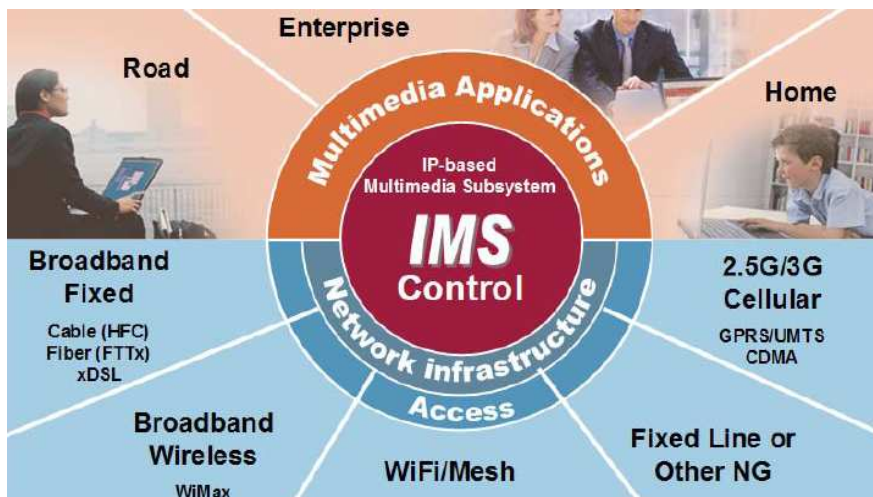 Enterprise
Road
Home
Multimedia Applications
IP-based
Multimedia Subsystem
IMS
Control
Network infrastructure
Access
Broadband
Fixed
Cable (HFC)
Fiber (FTTx)
xDSL
2.5G/3G
Cellular
GPRS/UMTS
CDMA
Broadband
Wireless
WiMax
WiFi/Mesh
Fixed Line or
Other NG